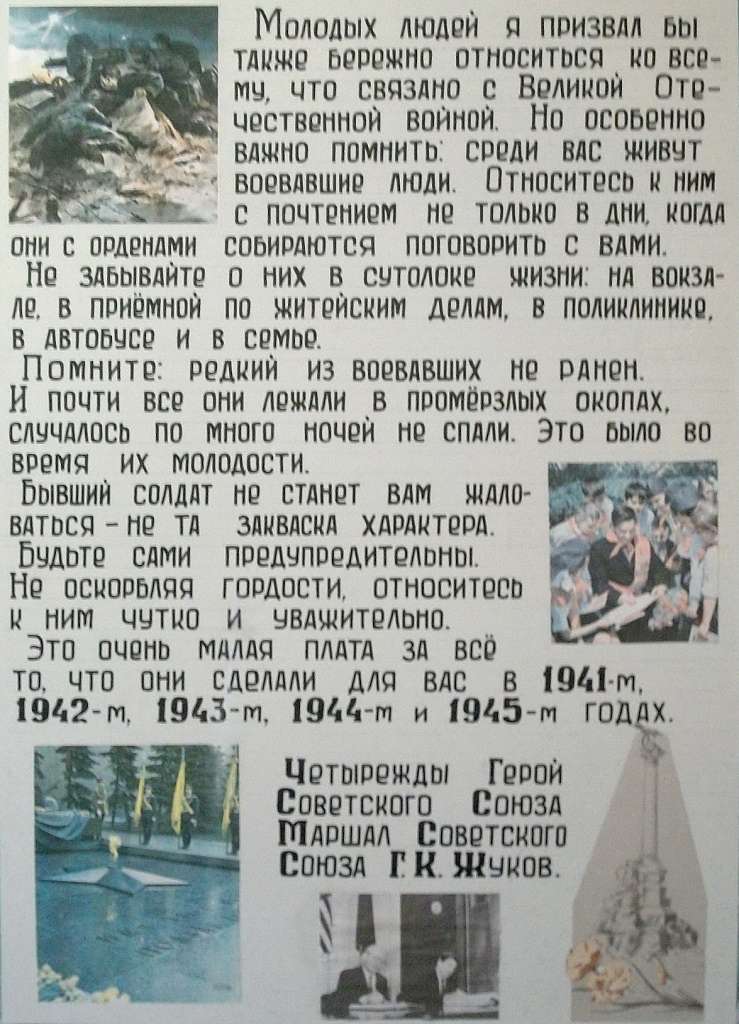 Молодых людей я призвал бы
также бережно относиться ко все-
му, что связано с Великой Оте-
чественной войной. Но особенно
важно помнить: среди вас живут
воевавшие люди. Относитесь к ним
с почтением не только в дни, когда
они с орденами собираются поговорить с вами.
Не забывайте о них в сутолоке жизни: на вокза-
ле, в приёмной по житейским делам, в поликлинике,
в автобусе и в семье.
Помните: редкий из воевавших не ранен.
И почти все они лежали в промёрзлых окопах,
случалось по много ночей не спали. Это было во
время их молодости.
Бывший солдат не станет вам жало-
ваться – не та закваска характера.
Будьте сами предупредительны.
Не оскорбляя гордости, относитесь
к ним чутко и уважительно.
Это очень малая плата за всё
то, что они сделали для вас в 1941-м,
1942-м, 1943-м, 1944-м и 1945-м годах.
Четырежды Герой
Советского Союза
Маршал Советского
Союза Г. К. Жуков.